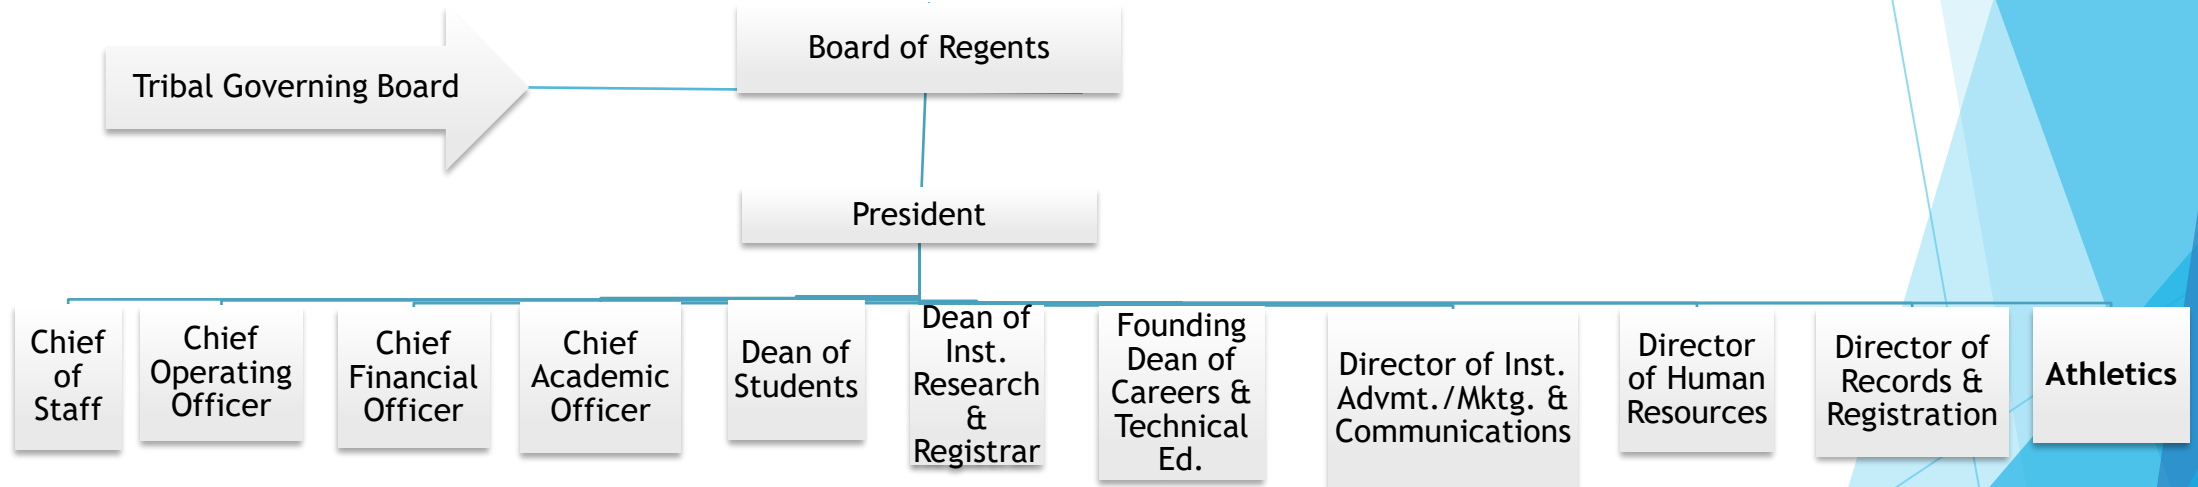 Board of Regents
Tribal Governing Board
President
Chief
of
Staff
Chief
Operating
Officer
Chief
Financial
Officer
Chief
Academic
Officer
Dean of
Students
Dean of
Inst.
Research
&
Registrar
Founding
Dean of
Careers &
Technical
Ed.
Director of Inst.
Advmt./Mktg. &
Communications
Director
of Human
Resources
Director of
Records &
Registration
Athletics